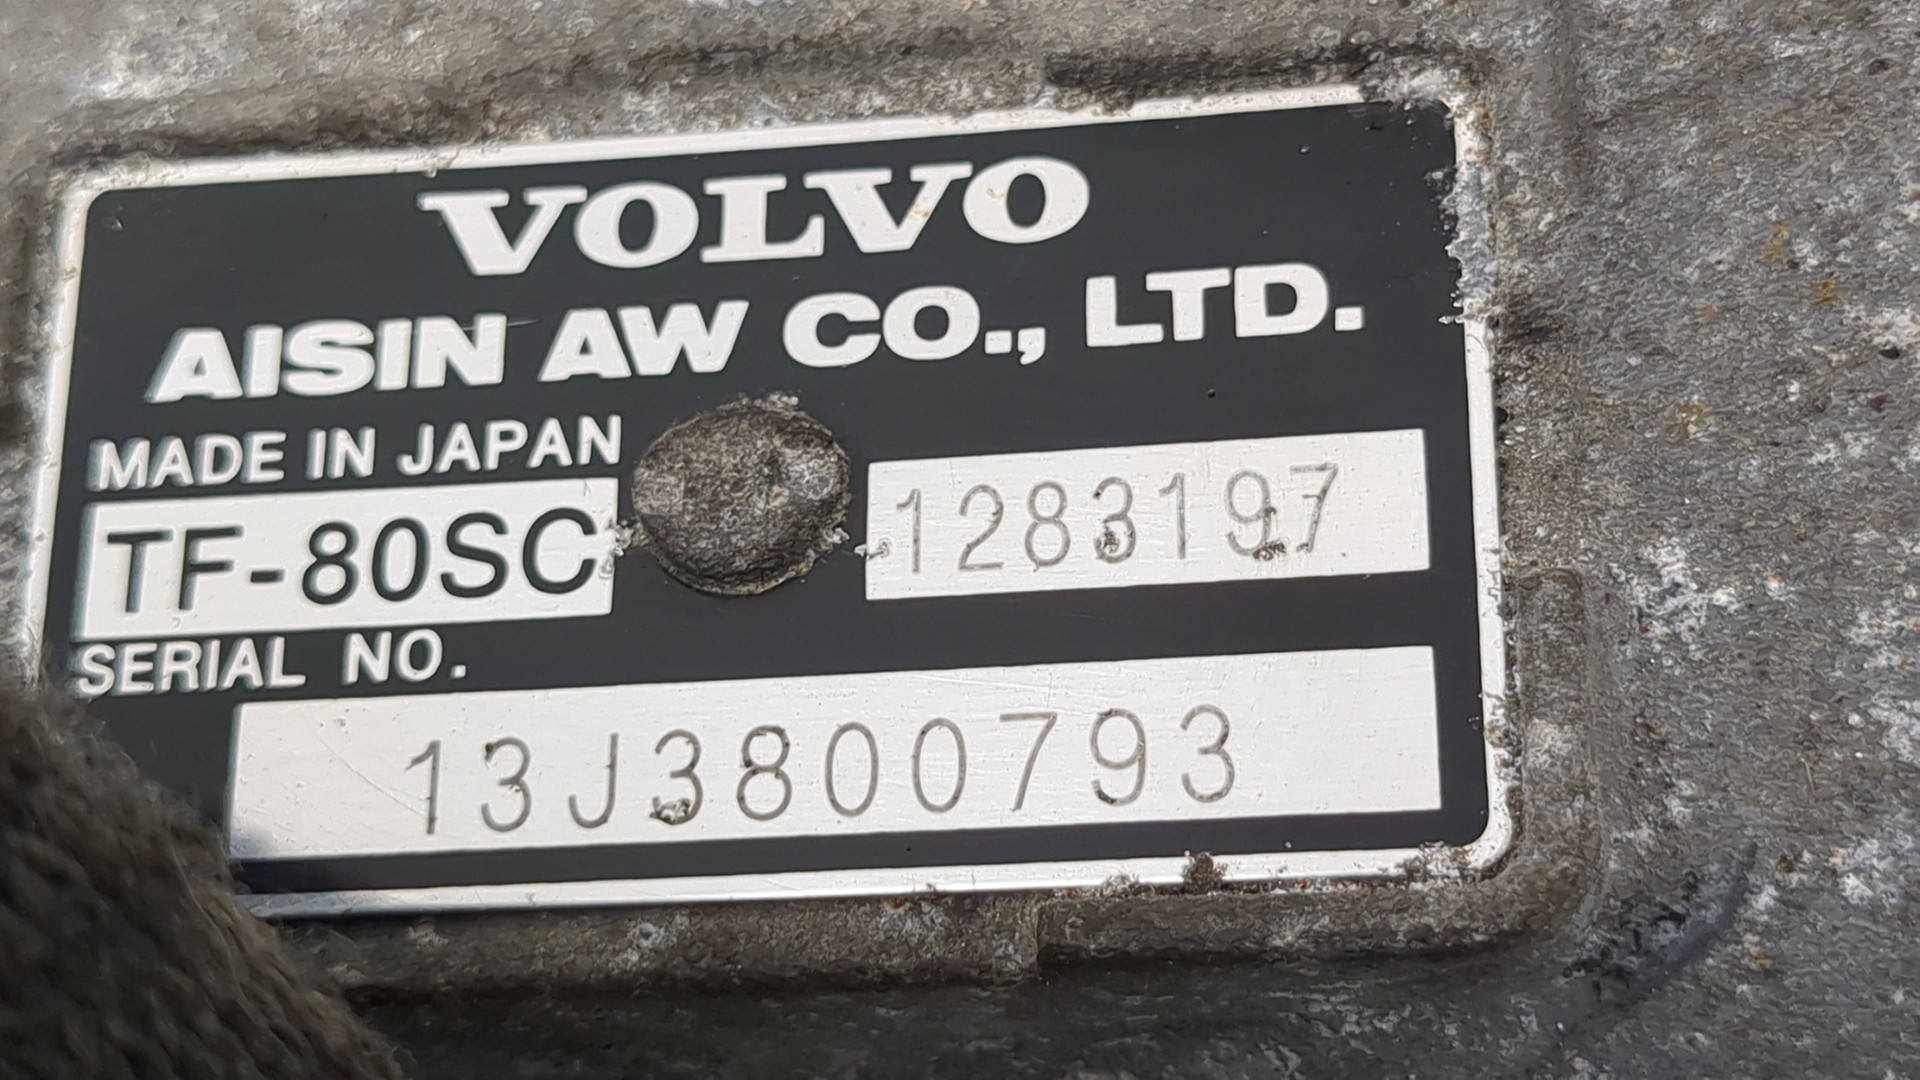 VOLVO
AISIN AW CO., LTD.
MADE IN JAPAN
TF-80SC 1283197
SERIAL NO.
13J3800793